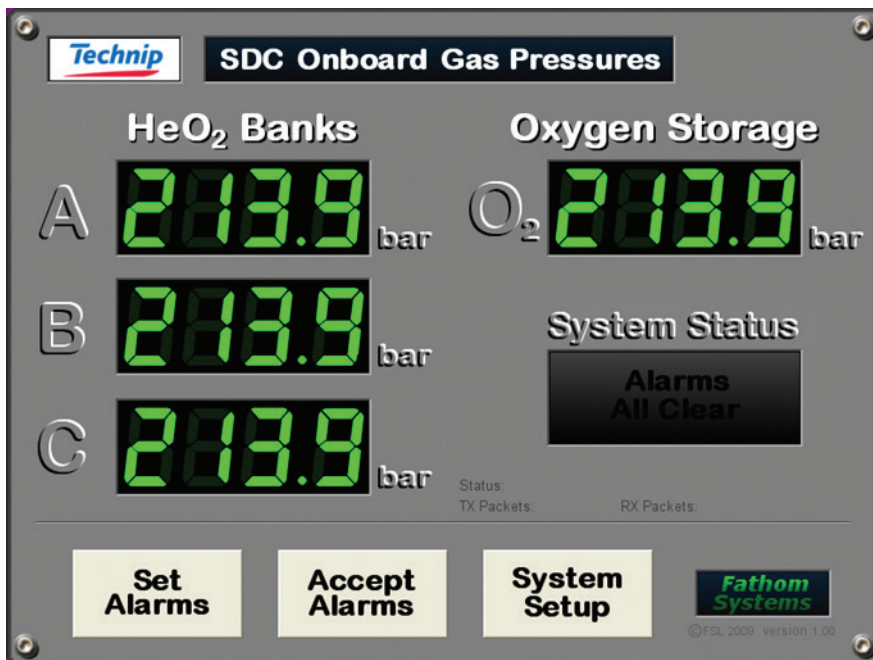 Technip
SDC Onboard Gas Pressures
HeO₂ Banks
A 213.9 bar
B 213.9 bar
C 213.9 bar
Oxygen Storage
O₂ 213.9 bar
System Status
Alarms
All Clear
Status:
TX Packets: RX Packets:
Set
Alarms
Accept
Alarms
System
Setup
Fathom
Systems
©FSL 2009 version 1.00